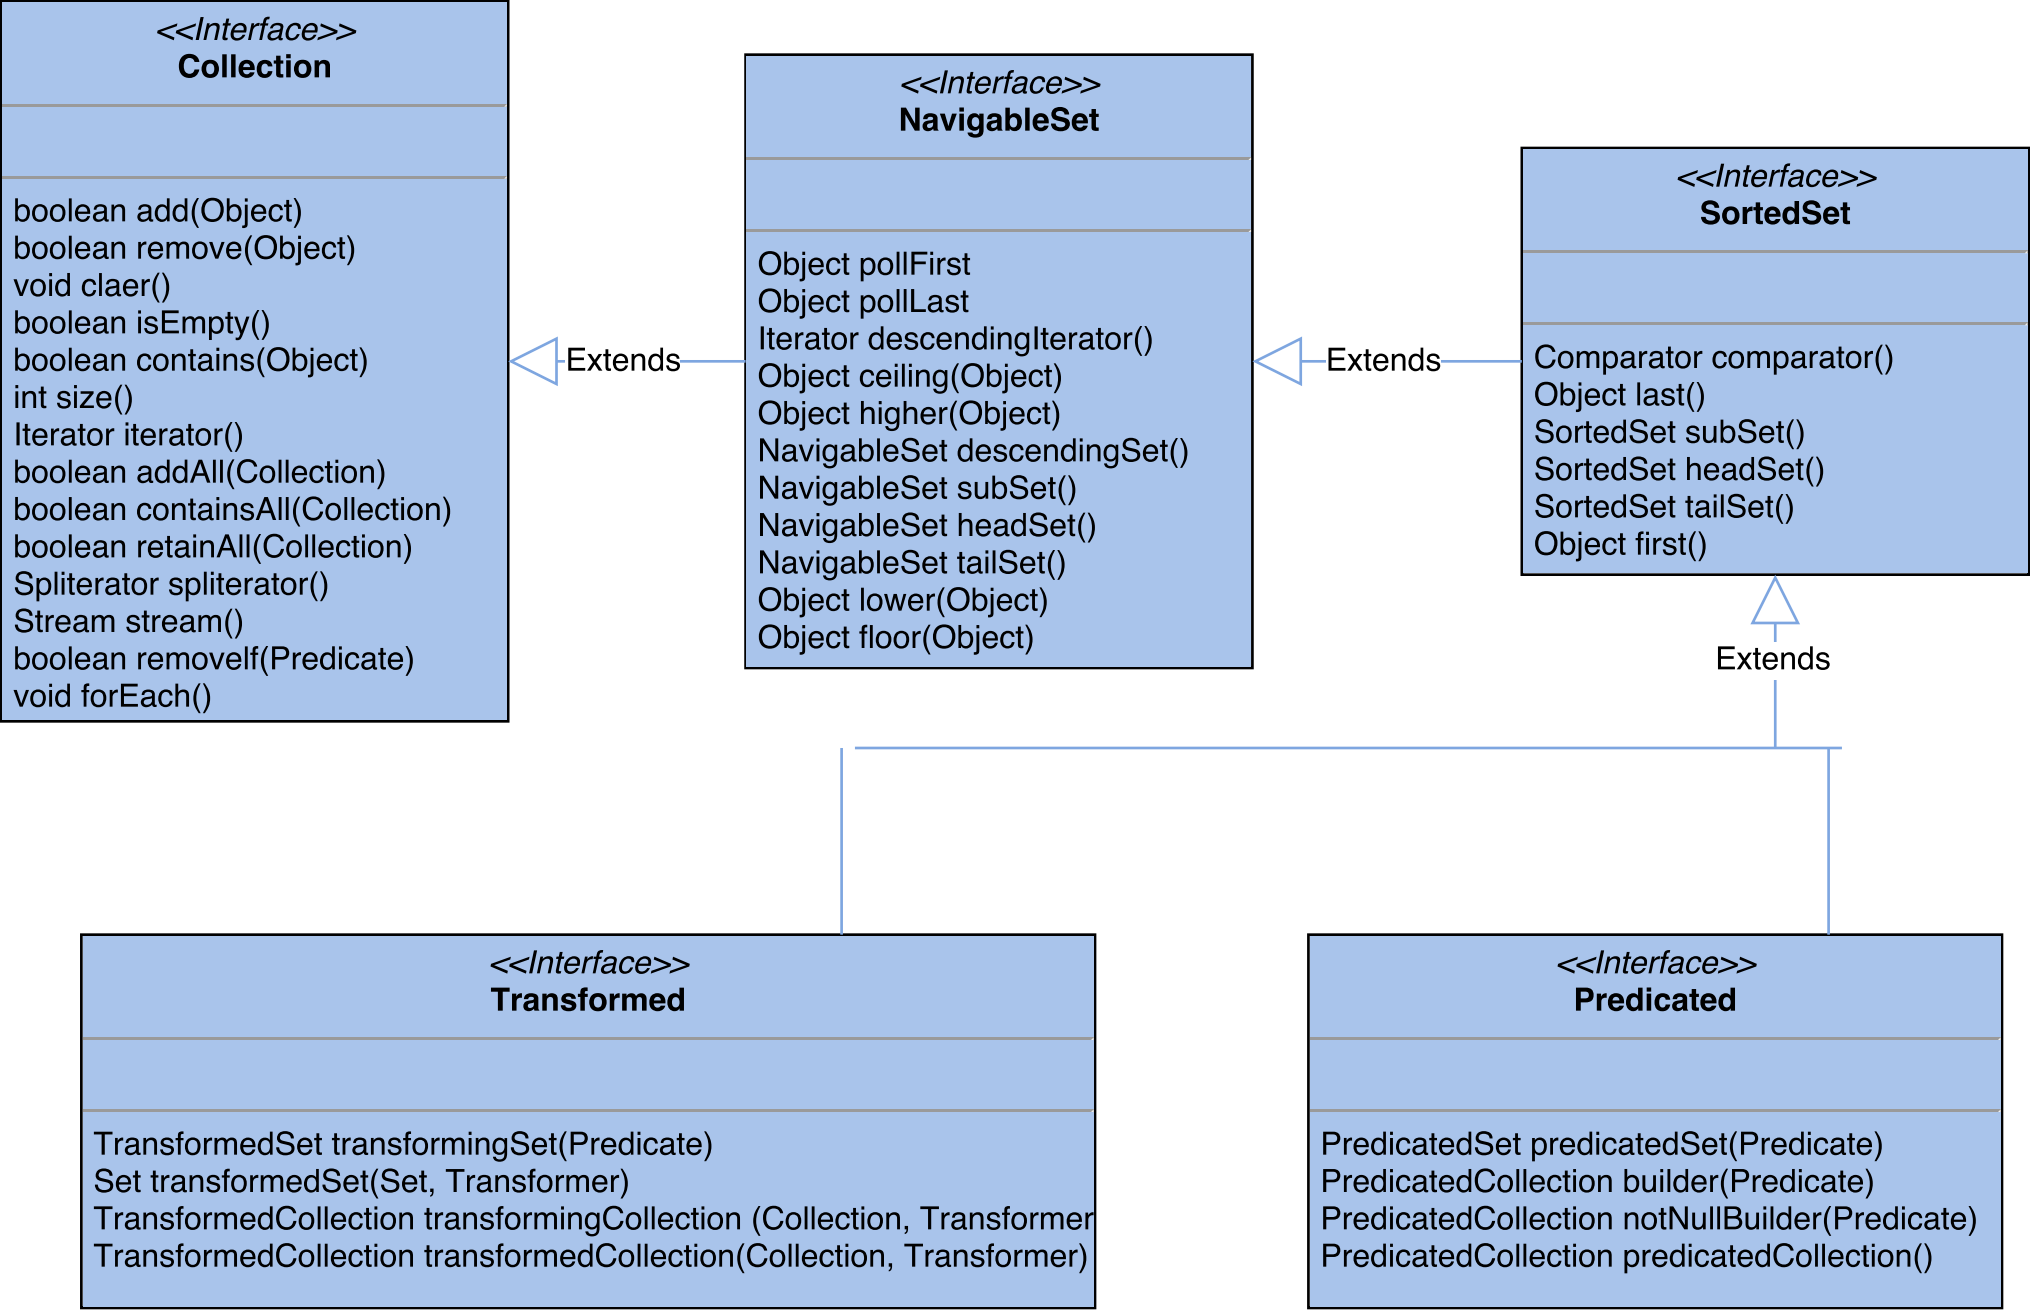 <<Interface>>
Collection
boolean add(Object)
boolean remove(Object)
void claer()
boolean isEmpty()
boolean contains(Object)
int size()
Iterator iterator()
boolean addAll(Collection)
boolean containsAll(Collection)
boolean retainAll(Collection)
Spliterator spliterator()
Stream stream()
boolean removeIf(Predicate)
void forEach()
Extends
<<Interface>>
NavigableSet
Object pollFirst
Object pollLast
Iterator descendingIterator()
Object ceiling(Object)
Object higher(Object)
NavigableSet descendingSet()
NavigableSet subSet()
NavigableSet headSet()
NavigableSet tailSet()
Object lower(Object)
Object floor(Object)
Extends
<<Interface>>
SortedSet
Comparator comparator()
Object last()
SortedSet subSet()
SortedSet headSet()
SortedSet tailSet()
Object first()
Extends
<<Interface>>
Transformed
TransformedSet transformingSet(Predicate)
Set transformedSet(Set, Transformer)
TransformedCollection transformingCollection (Collection, Transformer
TransformedCollection transformedCollection(Collection, Transformer)
<<Interface>>
Predicated
PredicatedSet predicatedSet(Predicate)
PredicatedCollection builder(Predicate)
PredicatedCollection notNullBuilder(Predicate)
PredicatedCollection predicatedCollection()